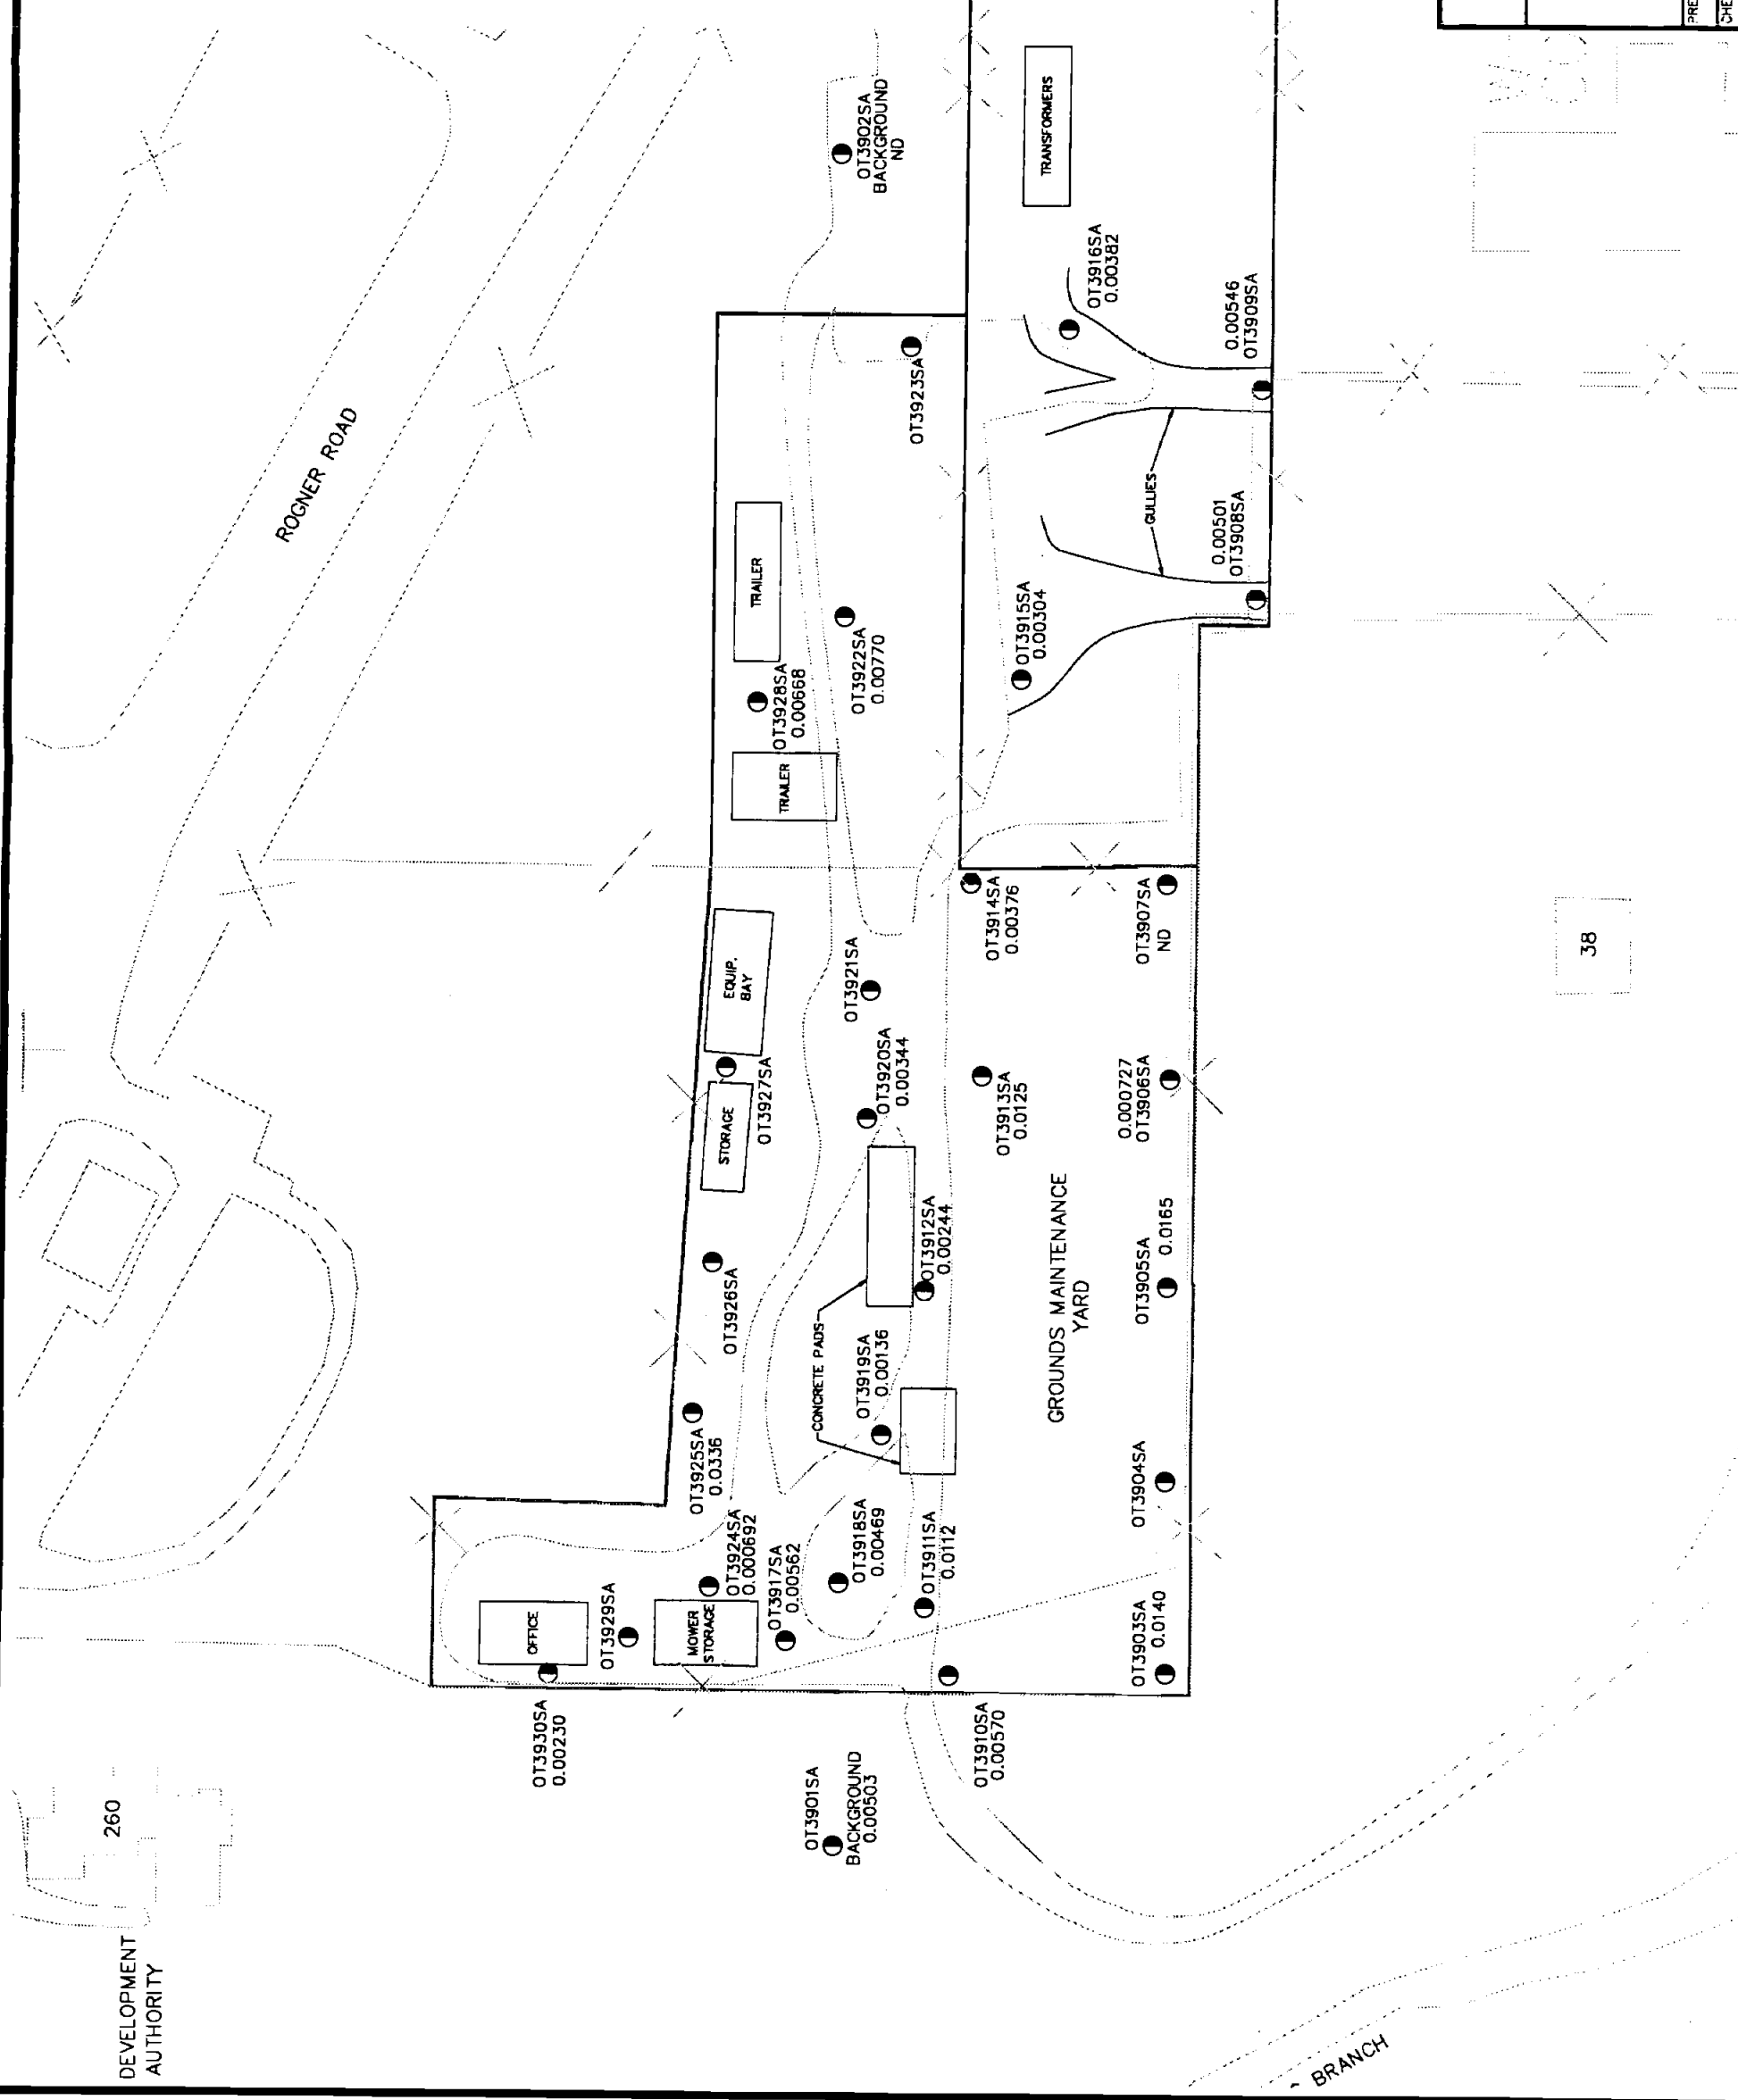 DEVELOPMENT
AUTHORITY
260
ROGNER ROAD
OT3930SA
0.00230
OFFICE
OT3929SA
MOWER
STORAGE
OT3924SA
0.000692
OT3917SA
0.00562
OT3925SA
0.0336
OT3926SA
STORAGE
OT3927SA
EQUIP.
BAY
TRAILER
OT3928SA
0.00668
TRAILER
OT3922SA
0.00770
OT3923SA
OT3902SA
BACKGROUND
ND
TRANSFORMERS
OT3901SA
BACKGROUND
0.00503
OT3918SA
0.00469
OT3911SA
0.0112
CONCRETE PADS
OT3919SA
0.00136
OT3912SA
0.00244
OT3920SA
0.00344
OT3921SA
OT3910SA
0.00570
GROUNDS MAINTENANCE
YARD
OT3913SA
0.0125
OT3914SA
0.00376
OT3915SA
0.00304
GULLIES
OT3916SA
0.00382
OT3903SA
0.0140
OT3904SA
OT3905SA
0.0165
0.000727
OT3906SA
OT3907SA
ND
0.00501
OT3908SA
0.00546
OT3909SA
38
BRANCH
PRE
CHE